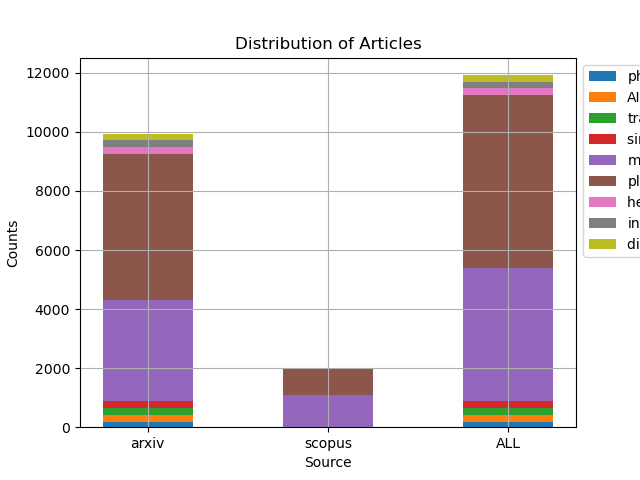 Distribution of Articles
12000
10000
8000
6000
4000
2000
0
Counts
arxiv scopus ALL
Source
ph
AI
tra
sin
m
pl
he
in
di